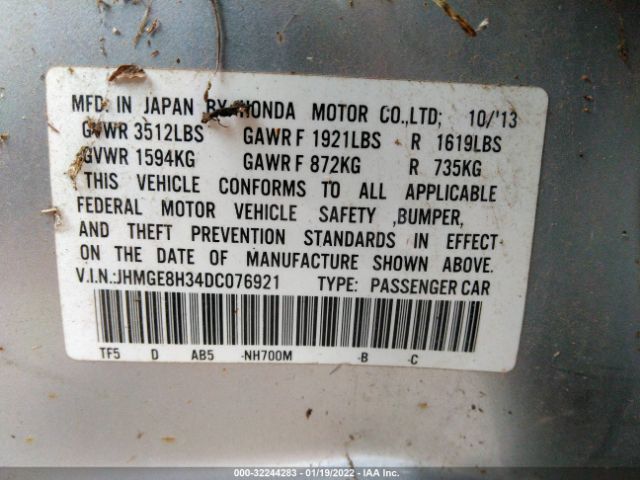 MFD. IN JAPAN BY HONDA MOTOR CO.,LTD; 10/'13
GVWR 3512LBS GAWR F 1921LBS R 1619LBS
GVWR 1594KG GAWR F 872KG R 735KG
THIS VEHICLE CONFORMS TO ALL APPLICABLE
FEDERAL MOTOR VEHICLE SAFETY ,BUMPER,
AND THEFT PREVENTION STANDARDS IN EFFECT
ON THE DATE OF MANUFACTURE SHOWN ABOVE.
V.I.N.:JHMGE8H34DC076921 TYPE: PASSENGER CAR
TF5 D AB5 -NH700M -B -C
000-32244283 - 01/19/2022 - IAA Inc.